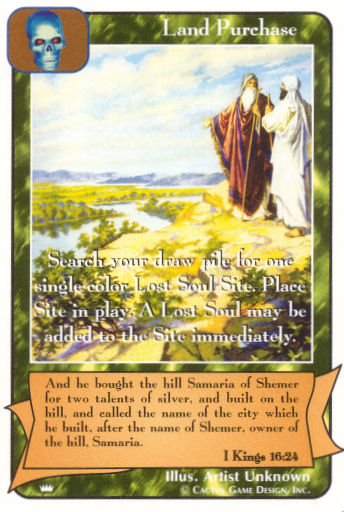 Land Purchase
Search your draw pile for one
single color Lost Soul Site. Place
Site in play. A Lost Soul may be
added to the Site immediately.
And he bought the hill Samaria of Shemer
for two talents of silver, and built on the
hill, and called the name of the city which
he built, after the name of Shemer, owner of
the hill, Samaria.
I Kings 16:24
Illus. Artist Unknown
© Cactus Game Design, Inc.